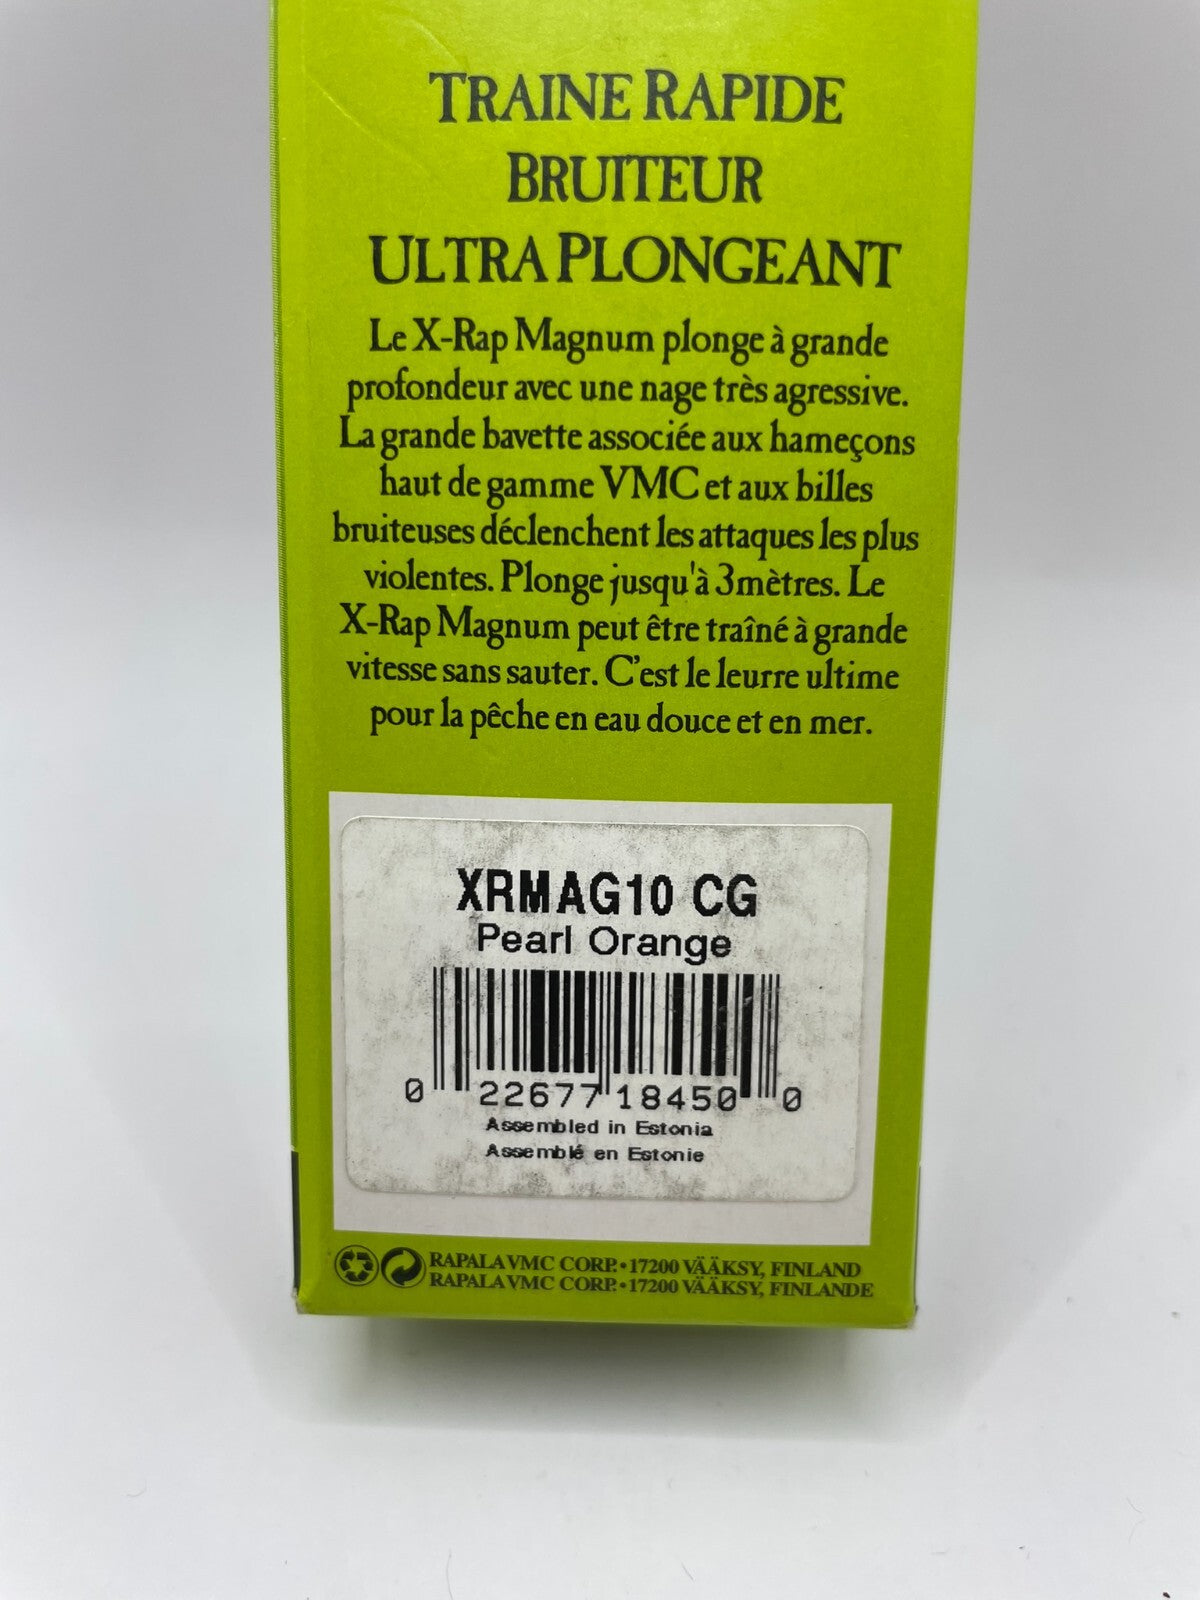 TRAINE RAPIDE
BRUITEUR
ULTRA PLONGEANT
Le X-Rap Magnum plonge à grande
profondeur avec une nage très agressive.
La grande bavette associée aux hameçons
haut de gamme VMC et aux billes
bruiteuses déclenchent les attaques les plus
violentes. Plonge jusqu'à 3mètres. Le
X-Rap Magnum peut être traîné à grande
vitesse sans sauter. C’est le leurre ultime
pour la pêche en eau douce et en mer.
XRMAG10 CG
Pearl Orange
0 22677 18450 0
Assembled in Estonia
Assemblé en Estonie
RAPALA VMC CORP. • 17200 VÄÄKSY, FINLAND
RAPALA VMC CORP. • 17200 VÄÄKSY, FINLANDE